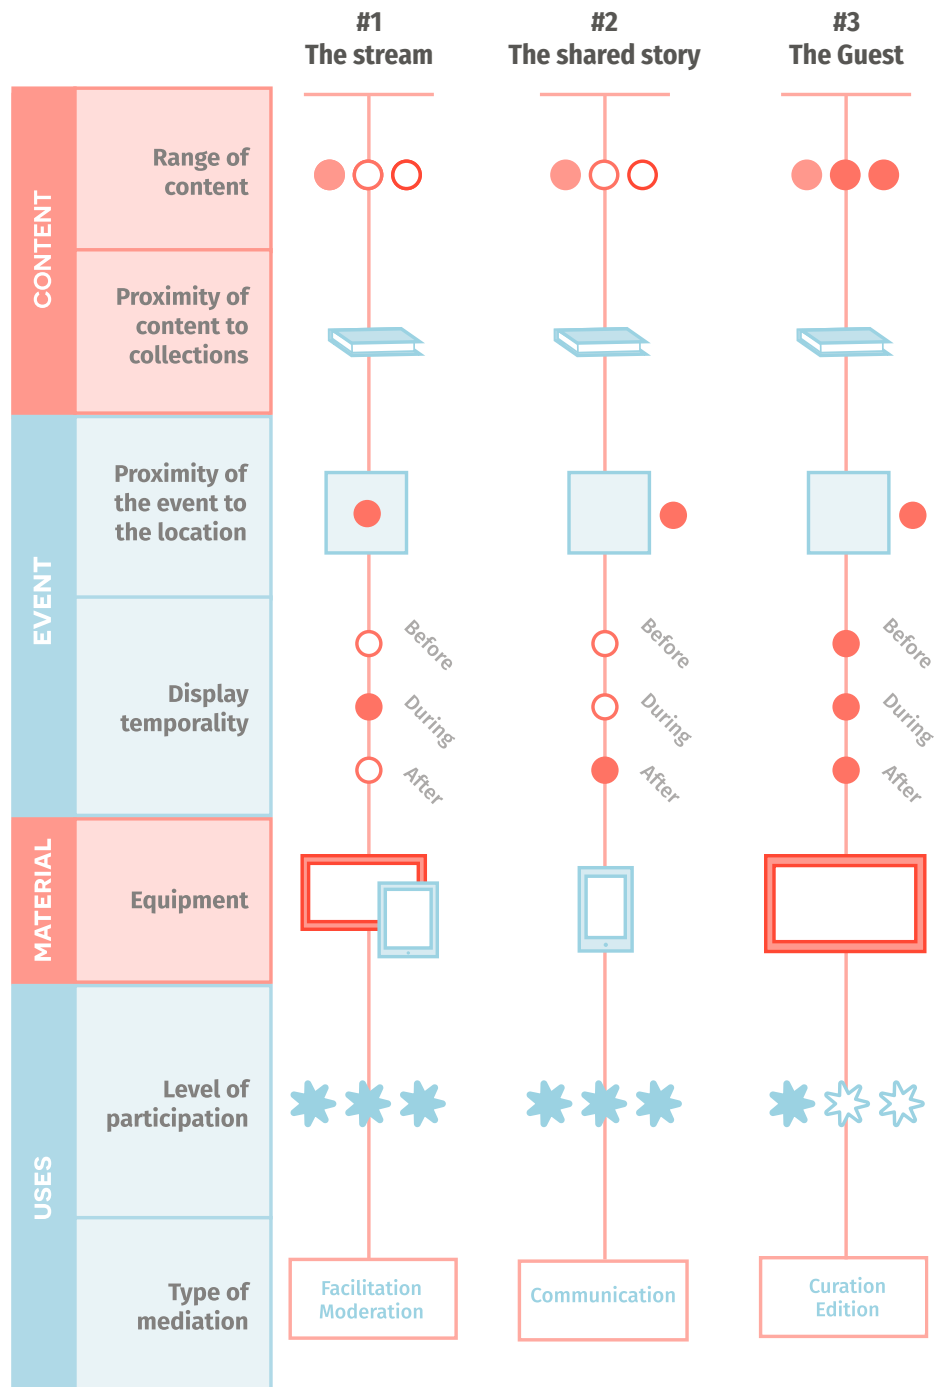 #1
The stream
#2
The shared story
#3
The Guest
CONTENT
Range of
content
Proximity of
content to
collections
EVENT
Proximity of
the event to
the location
Display
temporality
Before
During
After
Before
During
After
Before
During
After
MATERIAL
Equipment
USES
Level of
participation
Type of
mediation
Facilitation
Moderation
Communication
Curation
Edition